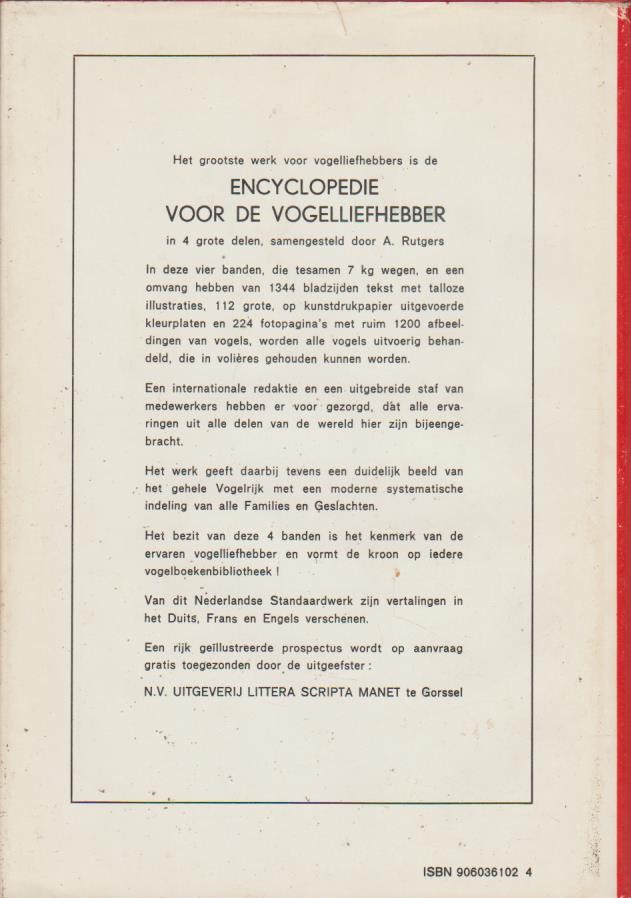 Het grootste werk voor vogelliefhebbers is de
ENCYCLOPEDIE
VOOR DE VOGELLIEFHEBBER
in 4 grote delen, samengesteld door A. Rutgers
In deze vier banden, die tesamen 7 kg wegen, en een
omvang hebben van 1344 bladzijden tekst met talloze
illustraties, 112 grote, op kunstdrukpapier uitgevoerde
kleurplaten en 224 fotopagina's met ruim 1200 afbeel-
dingen van vogels, worden alle vogels uitvoerig behan-
deld, die in volières gehouden kunnen worden.
Een internationale redaktie en een uitgebreide staf van
medewerkers hebben er voor gezorgd, dat alle erva-
ringen uit alle delen van de wereld hier zijn bijeenge-
bracht.
Het werk geeft daarbij tevens een duidelijk beeld van
het gehele Vogelrijk met een moderne systematische
indeling van alle Families en Geslachten.
Het bezit van deze 4 banden is het kenmerk van de
ervaren vogelliefhebber en vormt de kroon op iedere
vogelboekenbibliotheek !
Van dit Nederlandse Standaardwerk zijn vertalingen in
het Duits, Frans en Engels verschenen.
Een rijk geïllustreerde prospectus wordt op aanvraag
gratis toegezonden door de uitgeefster :
N.V. UITGEVERIJ LITTERA SCRIPTA MANET te Gorssel
ISBN 906036102 4